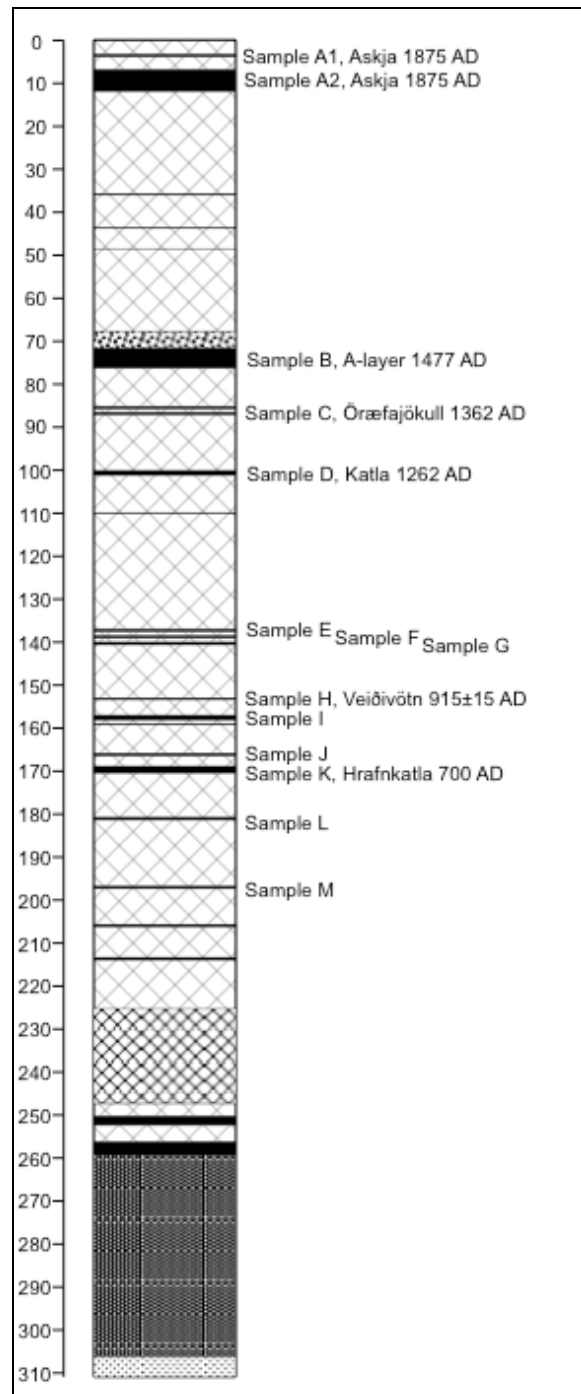 0
Sample A1, Askja 1875 AD
10
Sample A2, Askja 1875 AD
20
30
40
50
60
70
Sample B, A-layer 1477 AD
80
Sample C, Öræfajökull 1362 AD
90
100
Sample D, Katla 1262 AD
110
120
130
Sample E
Sample F
140
Sample G
150
Sample H, Veiðivötn 915±15 AD
160
Sample I
Sample J
170
Sample K, Hrafnkatla 700 AD
180
Sample L
190
Sample M
200
210
220
230
240
250
260
270
280
290
300
310